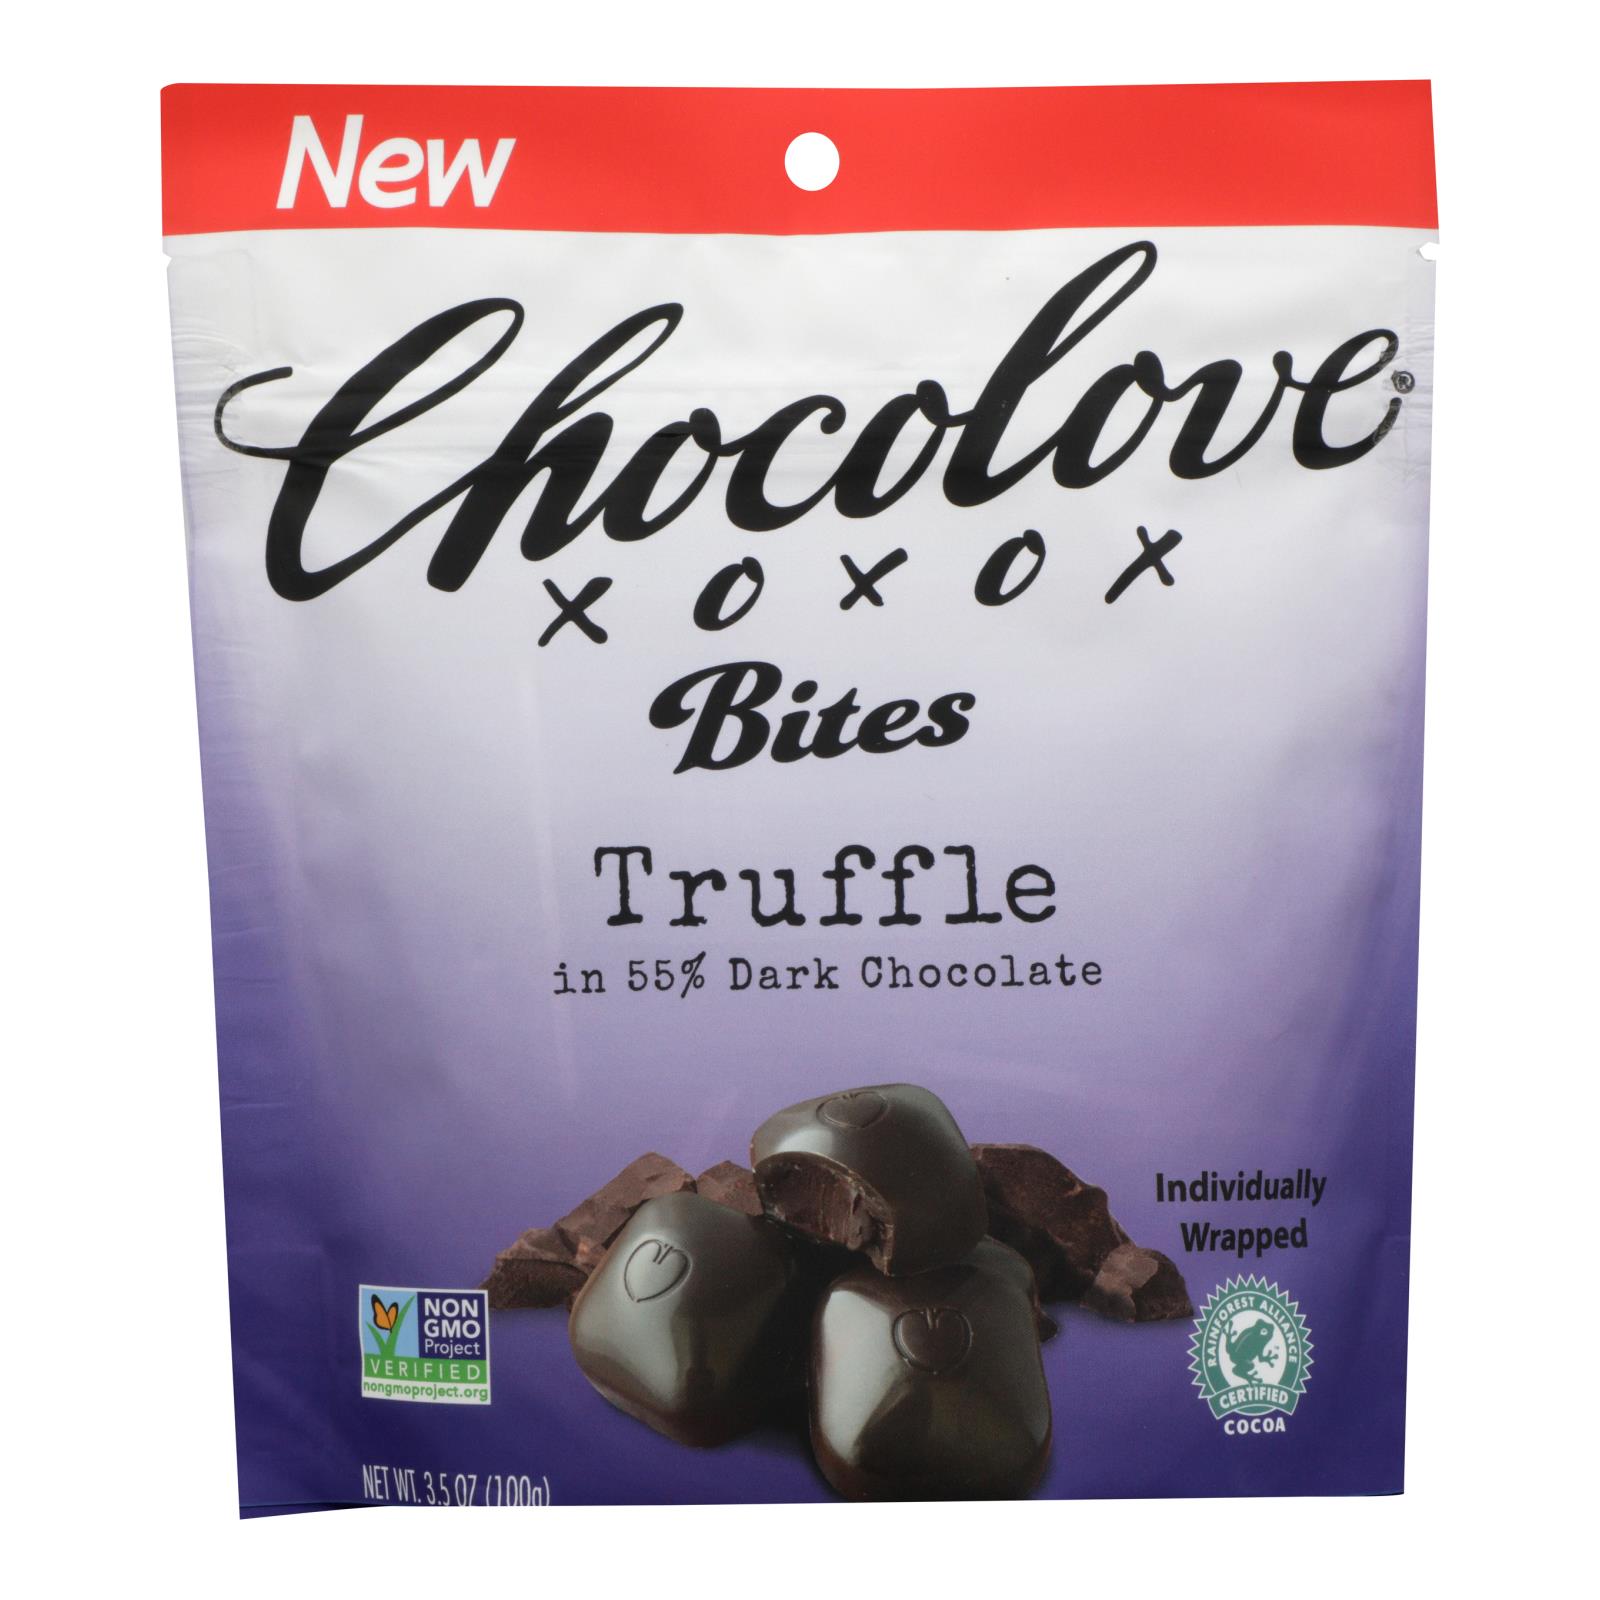 New
Chocolove®
x o x o x
Bites
Truffle
in 55% Dark Chocolate
Individually
Wrapped
NON
GMO
Project
VERIFIED
nongmoproject.org
RAINFOREST ALLIANCE
CERTIFIED
COCOA
NET WT. 3.5 OZ (100g)